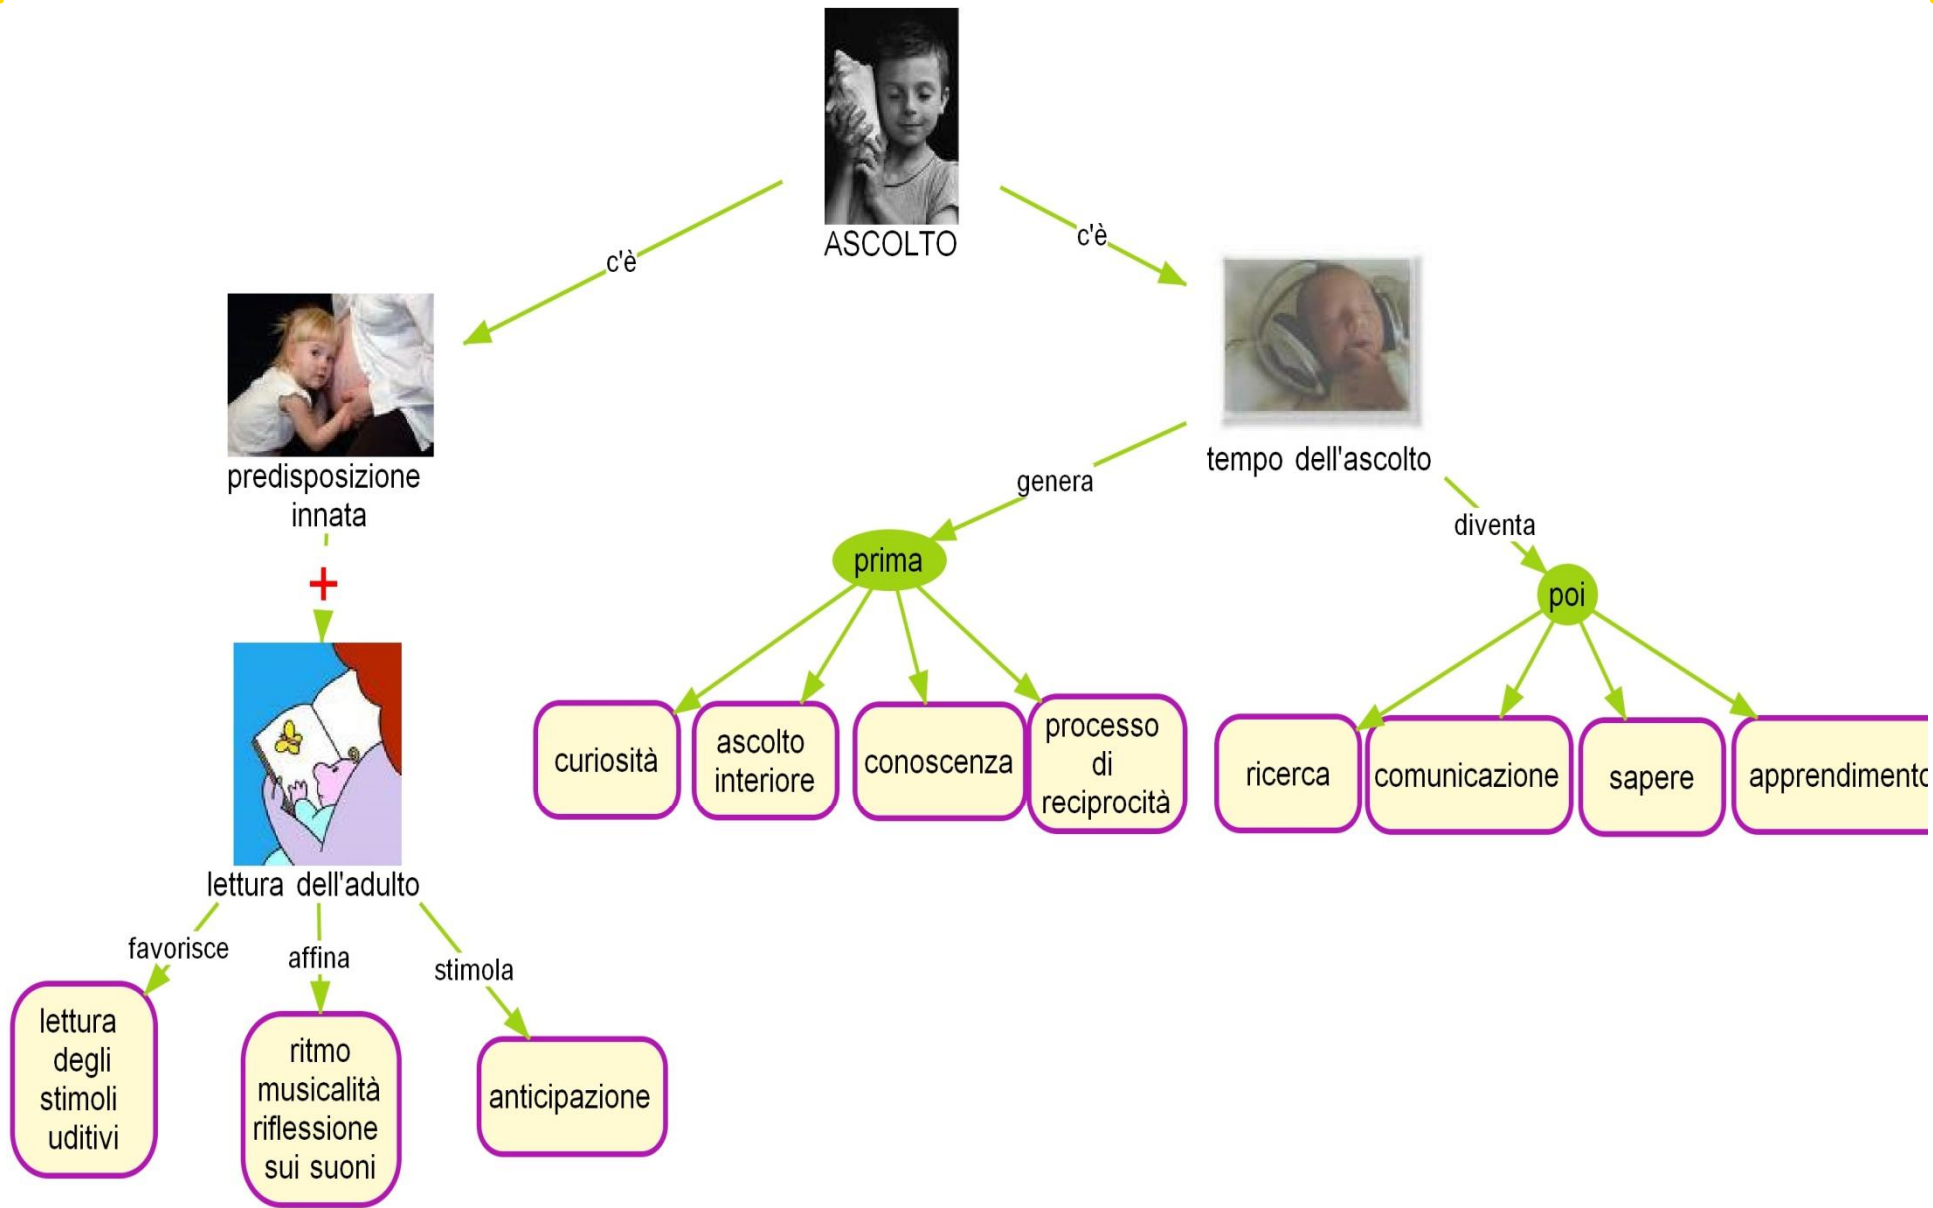 ASCOLTO
c'è
c'è
predisposizione
innata
+
lettura dell'adulto
favorisce
affina
stimola
lettura
degli
stimoli
uditivi
ritmo
musicalità
riflessione
sui suoni
anticipazione
tempo dell'ascolto
genera
diventa
prima
poi
curiosità
ascolto
interiore
conoscenza
processo
di
reciprocità
ricerca
comunicazione
sapere
apprendimento